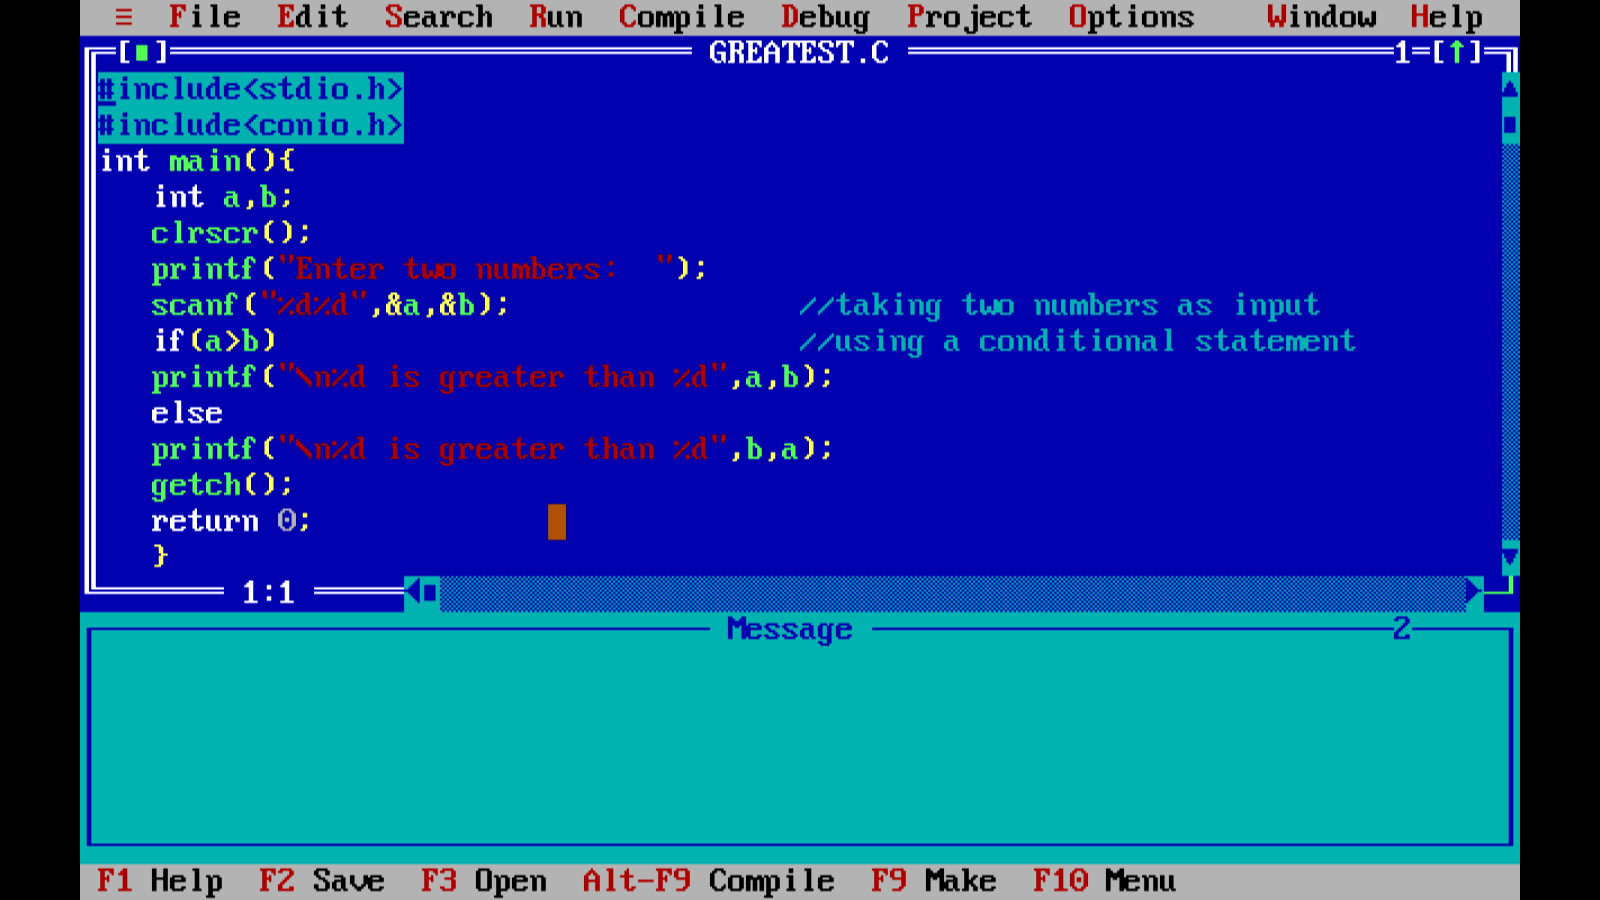 ≡ File Edit Search Run Compile Debug Project Options Window Help
[■] GREATEST.C 1=[↑]
#include<stdio.h>
#include<conio.h>
int main(){
int a,b;
clrscr();
printf("Enter two numbers:  ");
scanf("%d%d",&a,&b); //taking two numbers as input
if(a>b) //using a conditional statement
printf("\n%d is greater than %d",a,b);
else
printf("\n%d is greater than %d",b,a);
getch();
return 0;
}
1:1
Message 2
F1 Help F2 Save F3 Open Alt-F9 Compile F9 Make F10 Menu